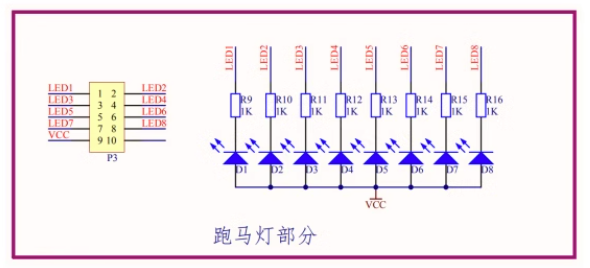 LED1 1 2 LED2
LED3 3 4 LED4
LED5 5 6 LED6
LED7 7 8 LED8
VCC 9 10
P3
LED1 LED2 LED3 LED4 LED5 LED6 LED7 LED8
R9 R10 R11 R12 R13 R14 R15 R16
1K 1K 1K 1K 1K 1K 1K 1K
D1 D2 D3 D4 D5 D6 D7 D8
VCC
跑马灯部分